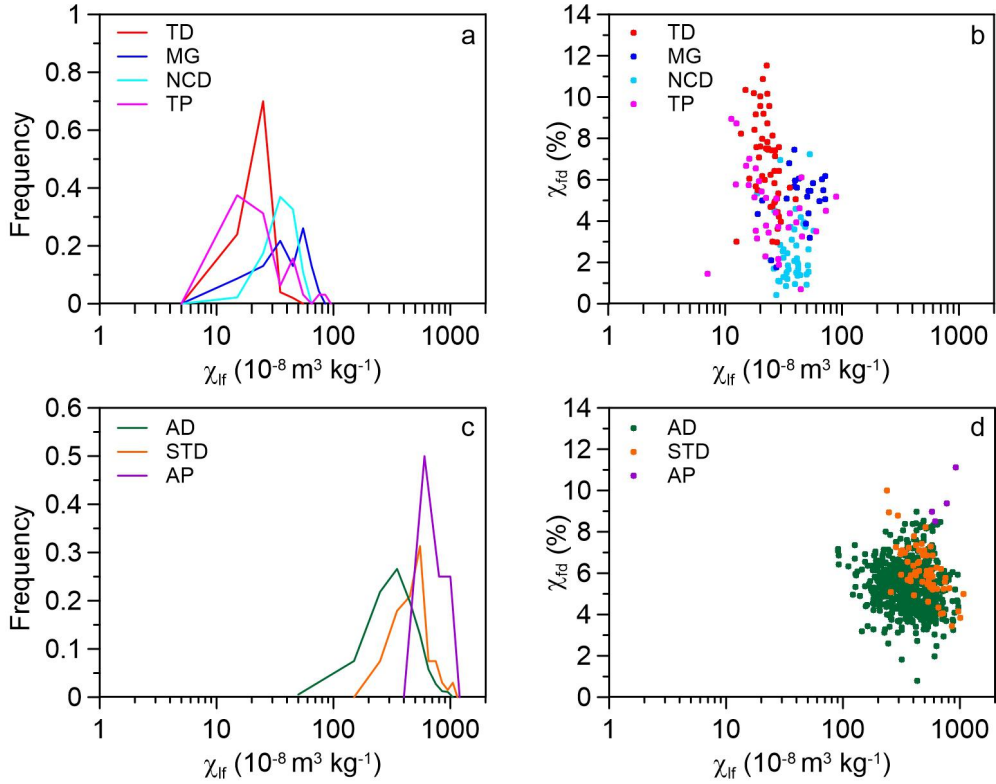 a
TD
MG
NCD
TP
Frequency
1
0.8
0.6
0.4
0.2
0
1 10 100 1000
χlf (10-8 m3 kg-1)
b
TD
MG
NCD
TP
χfd (%)
14
12
10
8
6
4
2
0
1 10 100 1000
χlf (10-8 m3 kg-1)
c
AD
STD
AP
Frequency
0.6
0.5
0.4
0.3
0.2
0.1
0
1 10 100 1000
χlf (10-8 m3 kg-1)
d
AD
STD
AP
χfd (%)
14
12
10
8
6
4
2
0
1 10 100 1000
χlf (10-8 m3 kg-1)